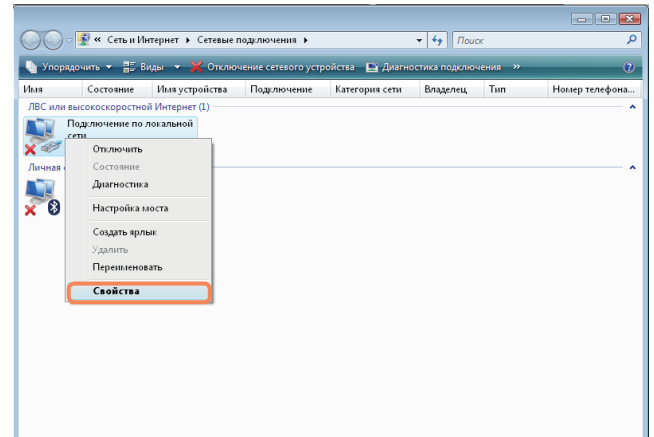 « Сеть и Интернет Сетевые подключения Поиск
Упорядочить Виды Отключение сетевого устройства Диагностика подключения »
Имя Состояние Имя устройства Подключение Категория сети Владелец Тип Номер телефона...
ЛВС или высокоскоростной Интернет (1)
Подключение по локальной
сети
Отключить
Состояние
Личная
Диагностика
Настройка моста
Создать ярлык
Удалить
Переименовать
Свойства